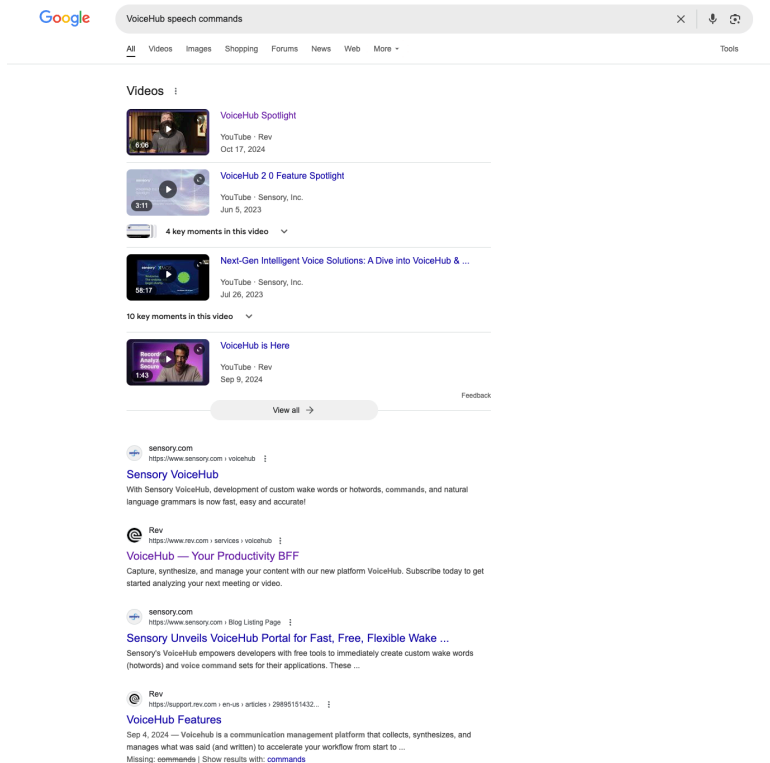 Google
VoiceHub speech commands
All Videos Images Shopping Forums News Web More Tools
Videos
VoiceHub Spotlight
YouTube · Rev
6:06
Oct 17, 2024
VoiceHub 2 0 Feature Spotlight
YouTube · Sensory, Inc.
3:11
Jun 5, 2023
4 key moments in this video
Next-Gen Intelligent Voice Solutions: A Dive into VoiceHub & ...
sensory
YouTube · Sensory, Inc.
58:17
Jul 26, 2023
10 key moments in this video
VoiceHub is Here
Record
Analyz
Secure
YouTube · Rev
1:43
Sep 9, 2024
Feedback
View all
sensory.com
https://www.sensory.com › voicehub
Sensory VoiceHub
With Sensory VoiceHub, development of custom wake words or hotwords, commands, and natural
language grammars is now fast, easy and accurate!
Rev
https://www.rev.com › services › voicehub
VoiceHub — Your Productivity BFF
Capture, synthesize, and manage your content with our new platform VoiceHub. Subscribe today to get
started analyzing your next meeting or video.
sensory.com
https://www.sensory.com › Blog Listing Page
Sensory Unveils VoiceHub Portal for Fast, Free, Flexible Wake ...
Sensory's VoiceHub empowers developers with free tools to immediately create custom wake words
(hotwords) and voice command sets for their applications. These ...
Rev
https://support.rev.com › en-us › articles › 29895151432...
VoiceHub Features
Sep 4, 2024 — Voicehub is a communication management platform that collects, synthesizes, and
manages what was said (and written) to accelerate your workflow from start to ...
Missing: commands | Show results with: commands